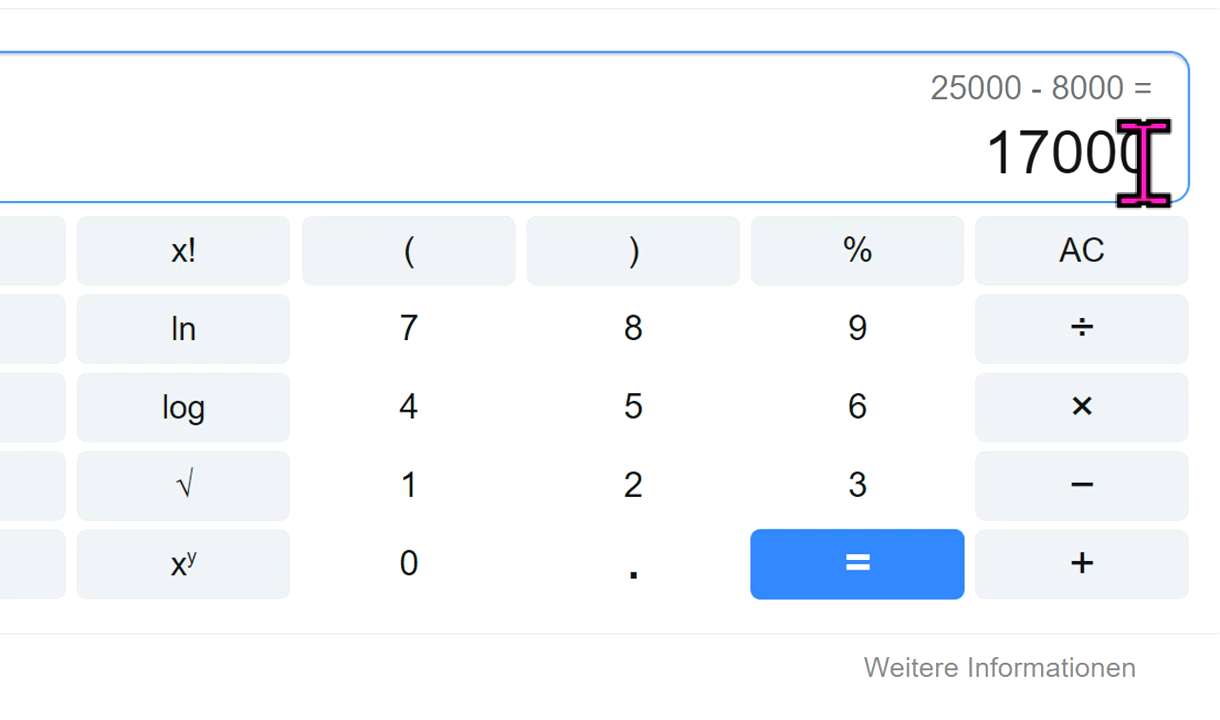 25000 - 8000 =
17000
x! ( ) % AC
ln 7 8 9 ÷
log 4 5 6 ×
√ 1 2 3 −
xʸ 0 . = +
Weitere Informationen